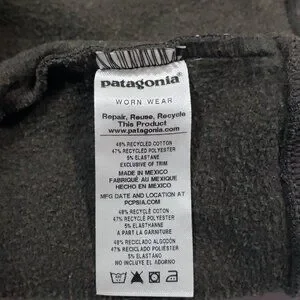 patagonia®
WORN WEAR
Repair, Reuse, Recycle
This Product
www.patagonia.com
48% RECYCLED COTTON
47% RECYCLED POLYESTER
5% ELASTANE
EXCLUSIVE OF TRIM
MADE IN MEXICO
FABRIQUÉ AU MEXIQUE
HECHO EN MEXICO
MFG DATE AND LOCATION AT
PCPSIA.COM
48% RECYCLÉ COTON
47% RECYCLÉ POLYESTER
5% ÉLASTHANNE
A PART LA GARNITURE
48% RECICLADO ALGODÓN
47% RECICLADO POLIÉSTER
5% ELASTANO
NO INCLUYE EL ADORNO